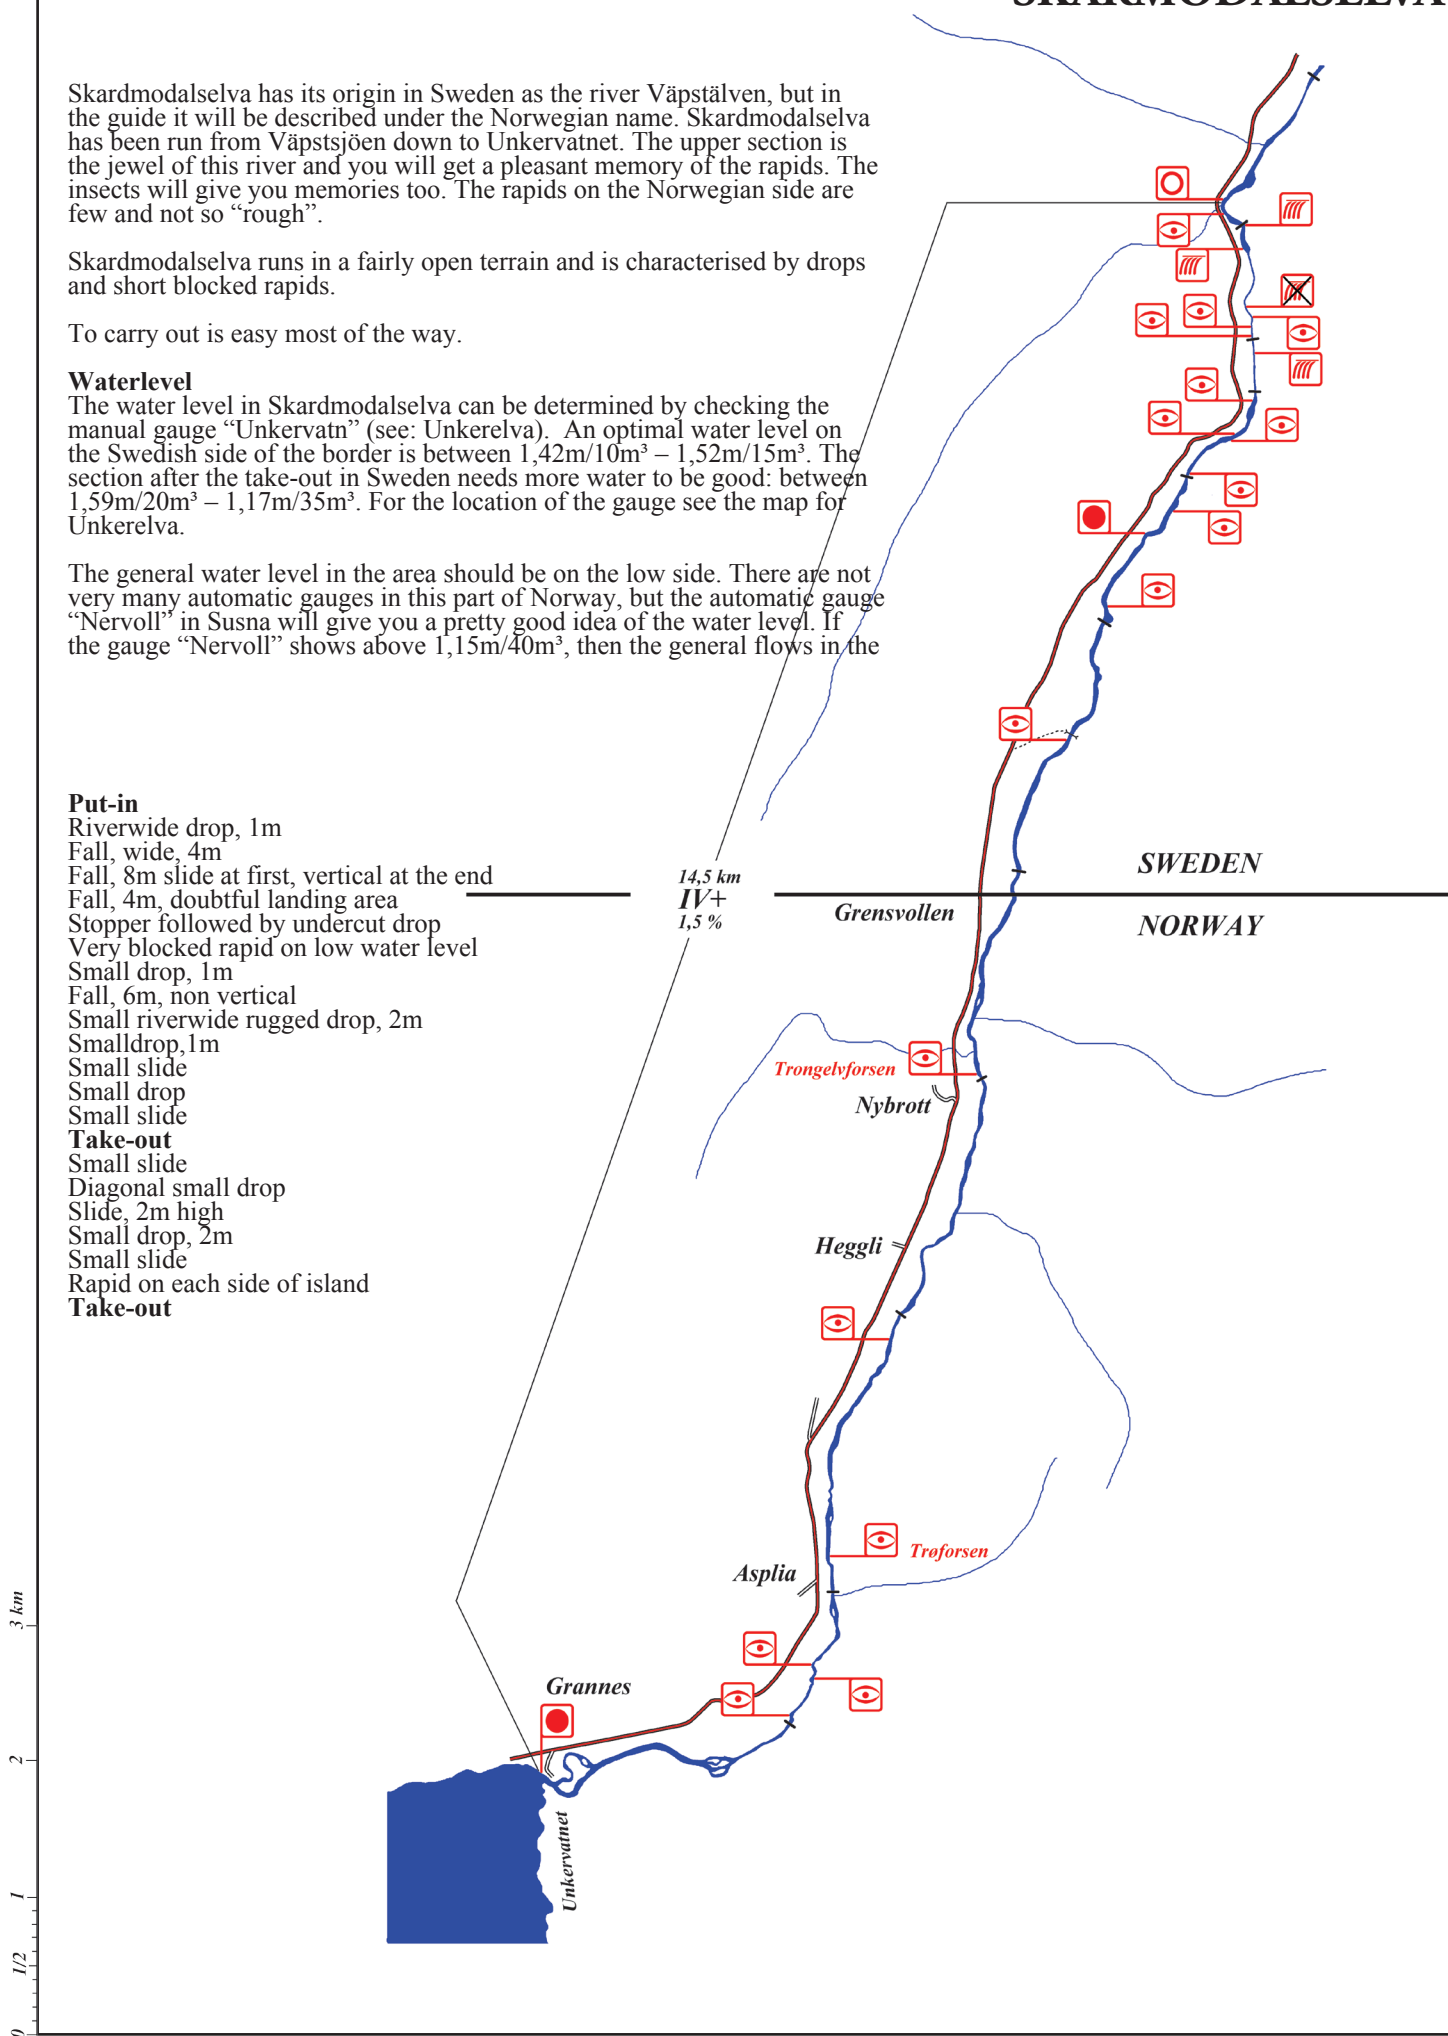 SKARMODALSELVA
Skardmodalselva has its origin in Sweden as the river Väpstälven, but in
the guide it will be described under the Norwegian name. Skardmodalselva
has been run from Väpstsjöen down to Unkervatnet. The upper section is
the jewel of this river and you will get a pleasant memory of the rapids. The
insects will give you memories too. The rapids on the Norwegian side are
few and not so “rough”.
Skardmodalselva runs in a fairly open terrain and is characterised by drops
and short blocked rapids.
To carry out is easy most of the way.
Waterlevel
The water level in Skardmodalselva can be determined by checking the
manual gauge “Unkervatn” (see: Unkerelva).  An optimal water level on
the Swedish side of the border is between 1,42m/10m³ – 1,52m/15m³. The
section after the take-out in Sweden needs more water to be good: between
1,59m/20m³ – 1,17m/35m³. For the location of the gauge see the map for
Unkerelva.
The general water level in the area should be on the low side. There are not
very many automatic gauges in this part of Norway, but the automatic gauge
“Nervoll” in Susna will give you a pretty good idea of the water level. If
the gauge “Nervoll” shows above 1,15m/40m³, then the general flows in the
Put-in
Riverwide drop, 1m
Fall, wide, 4m
Fall, 8m slide at first, vertical at the end
Fall, 4m, doubtful landing area
Stopper followed by undercut drop
Very blocked rapid on low water level
Small drop, 1m
Fall, 6m, non vertical
Small riverwide rugged drop, 2m
Smalldrop,1m
Small slide
Small drop
Small slide
Take-out
Small slide
Diagonal small drop
Slide, 2m high
Small drop, 2m
Small slide
Rapid on each side of island
Take-out
14,5 km
IV+
1,5 %
SWEDEN
Grensvollen
NORWAY
Trongelvforsen
Nybrott
Heggli
Trøforsen
Asplia
Grannes
Unkervatnet
3 km
2
1
1/2
0